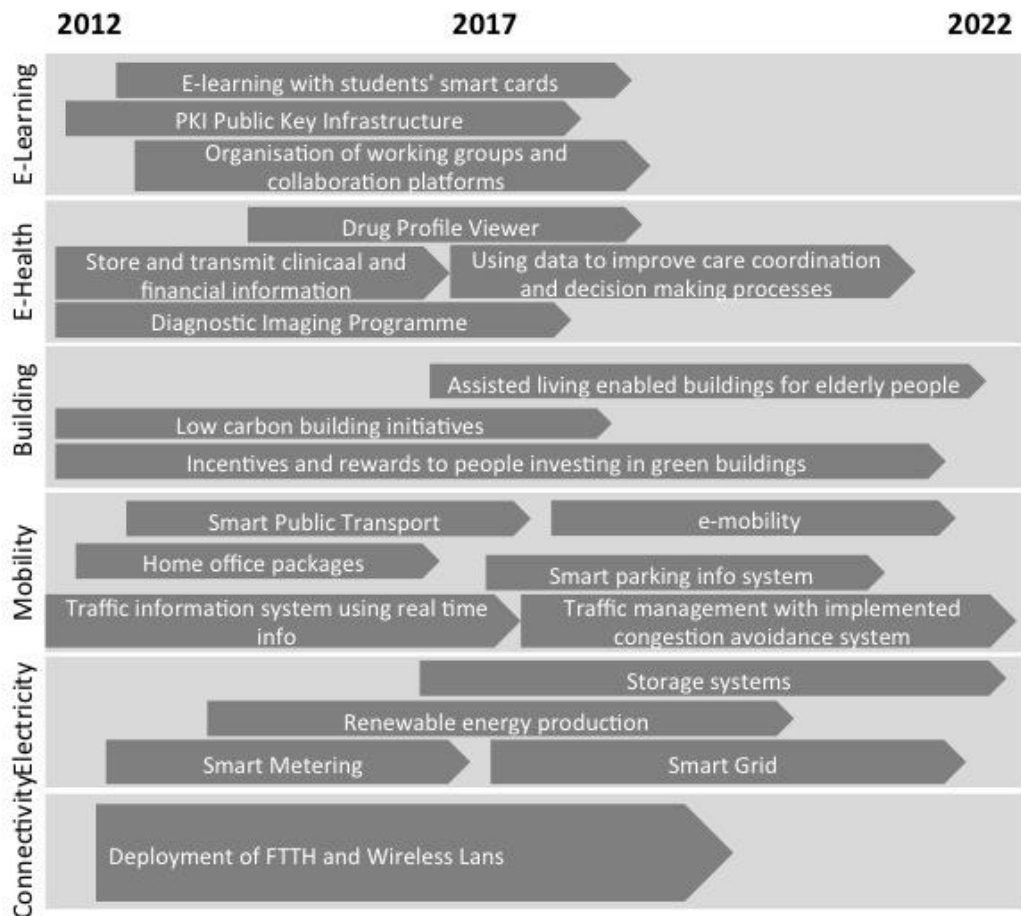 2012 2017 2022
E-Learning
E-learning with students' smart cards
PKI Public Key Infrastructure
Organisation of working groups and
collaboration platforms
E-Health
Drug Profile Viewer
Store and transmit clinicaal and
financial information
Using data to improve care coordination
and decision making processes
Diagnostic Imaging Programme
Building
Assisted living enabled buildings for elderly people
Low carbon building initiatives
Incentives and rewards to people investing in green buildings
Mobility
Smart Public Transport
e-mobility
Home office packages
Smart parking info system
Traffic information system using real time
info
Traffic management with implemented
congestion avoidance system
Electricity
Storage systems
Renewable energy production
Smart Metering
Smart Grid
Connectivity
Deployment of FTTH and Wireless Lans